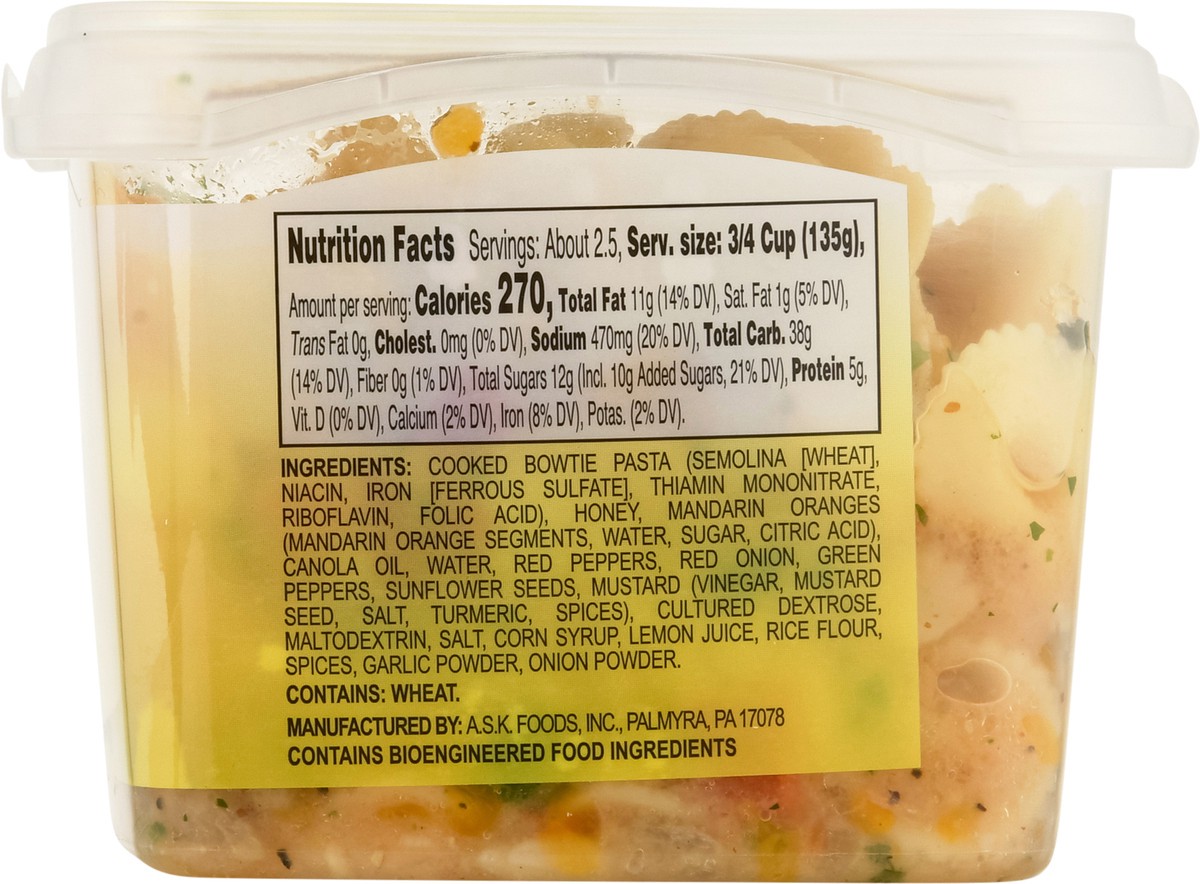 Nutrition Facts Servings: About 2.5, Serv. size: 3/4 Cup (135g),
Amount per serving: Calories 270, Total Fat 11g (14% DV), Sat. Fat 1g (5% DV),
Trans Fat 0g, Cholest. 0mg (0% DV), Sodium 470mg (20% DV), Total Carb. 38g
(14% DV), Fiber 0g (1% DV), Total Sugars 12g (Incl. 10g Added Sugars, 21% DV), Protein 5g,
Vit. D (0% DV), Calcium (2% DV), Iron (8% DV), Potas. (2% DV).
INGREDIENTS: COOKED BOWTIE PASTA (SEMOLINA [WHEAT],
NIACIN, IRON [FERROUS SULFATE], THIAMIN MONONITRATE,
RIBOFLAVIN, FOLIC ACID), HONEY, MANDARIN ORANGES
(MANDARIN ORANGE SEGMENTS, WATER, SUGAR, CITRIC ACID),
CANOLA OIL, WATER, RED PEPPERS, RED ONION, GREEN
PEPPERS, SUNFLOWER SEEDS, MUSTARD (VINEGAR, MUSTARD
SEED, SALT, TURMERIC, SPICES), CULTURED DEXTROSE,
MALTODEXTRIN, SALT, CORN SYRUP, LEMON JUICE, RICE FLOUR,
SPICES, GARLIC POWDER, ONION POWDER.
CONTAINS: WHEAT.
MANUFACTURED BY: A.S.K. FOODS, INC., PALMYRA, PA 17078
CONTAINS BIOENGINEERED FOOD INGREDIENTS